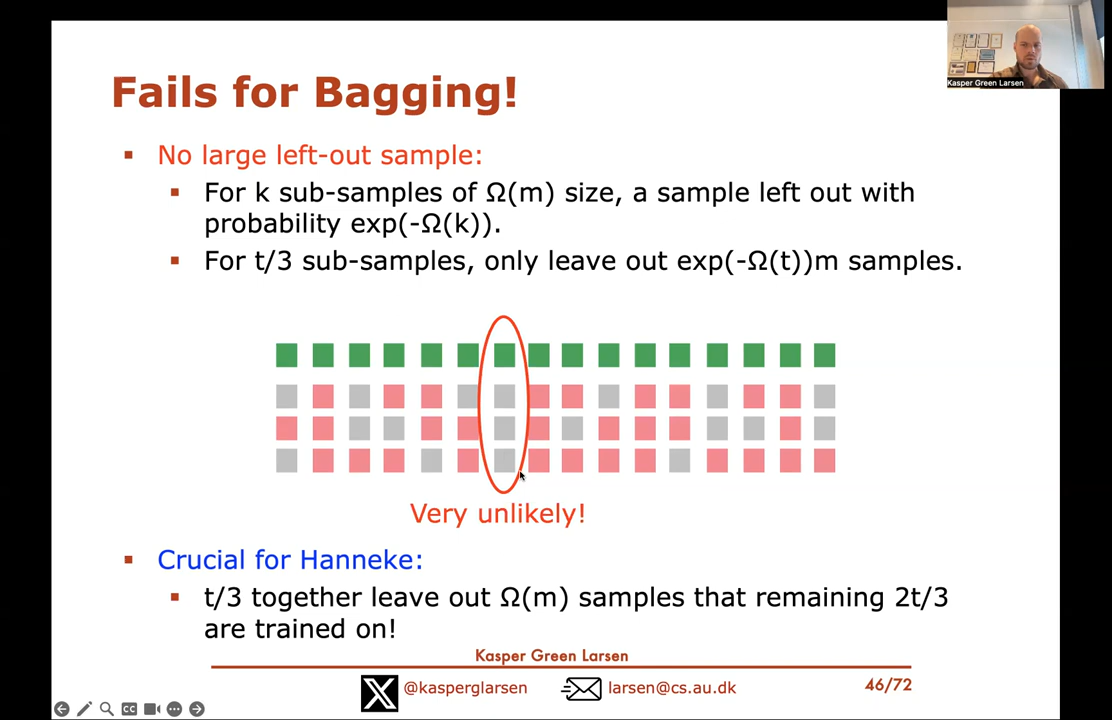 Fails for Bagging!
Kasper Green Larsen
No large left-out sample:
For k sub-samples of Ω(m) size, a sample left out with
probability exp(-Ω(k)).
For t/3 sub-samples, only leave out exp(-Ω(t))m samples.
Very unlikely!
Crucial for Hanneke:
t/3 together leave out Ω(m) samples that remaining 2t/3
are trained on!
Kasper Green Larsen
@kasperglarsen
larsen@cs.au.dk
46/72
CC